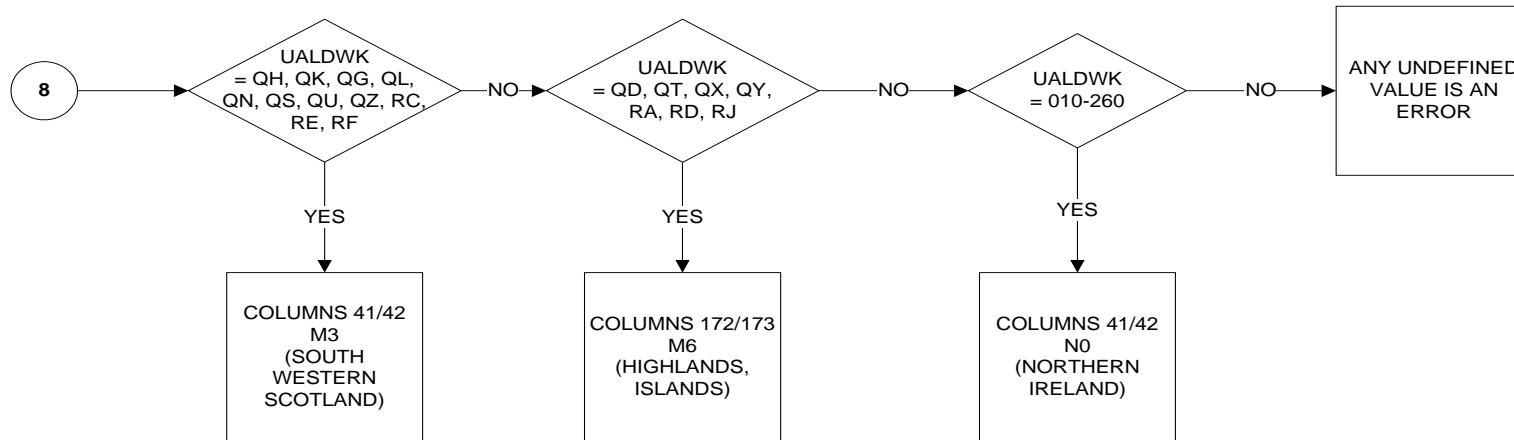 8
UALDWK
= QH, QK, QG, QL,
QN, QS, QU, QZ, RC,
RE, RF
NO
UALDWK
= QD, QT, QX, QY,
RA, RD, RJ
NO
UALDWK
= 010-260
NO
ANY UNDEFINED
VALUE IS AN
ERROR
YES
YES
YES
COLUMNS 41/42
M3
(SOUTH
WESTERN
SCOTLAND)
COLUMNS 172/173
M6
(HIGHLANDS,
ISLANDS)
COLUMNS 41/42
N0
(NORTHERN
IRELAND)